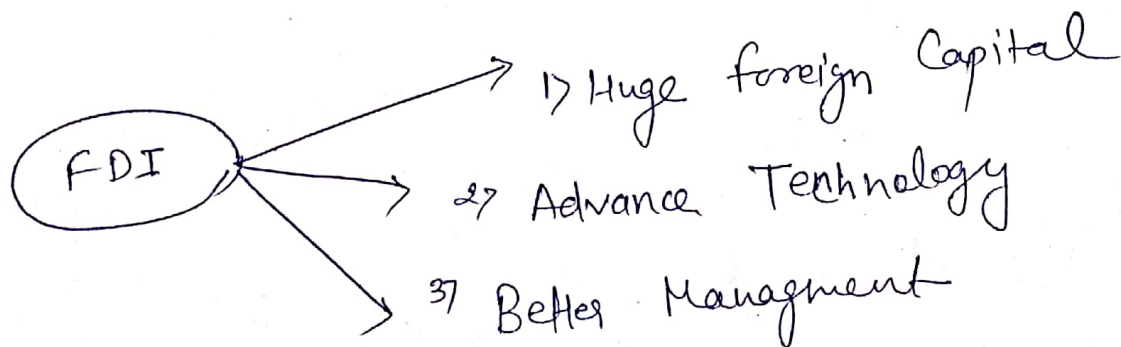 FDI
1) Huge foreign Capital
2) Advance Technology
3) Better Managment